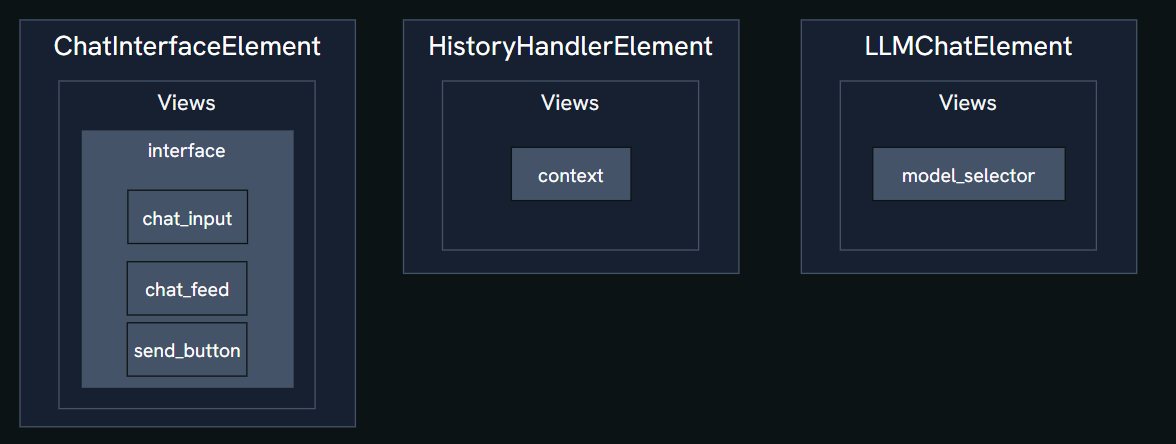 ChatInterfaceElement
Views
interface
chat_input
chat_feed
send_button
HistoryHandlerElement
Views
context
LLMChatElement
Views
model_selector